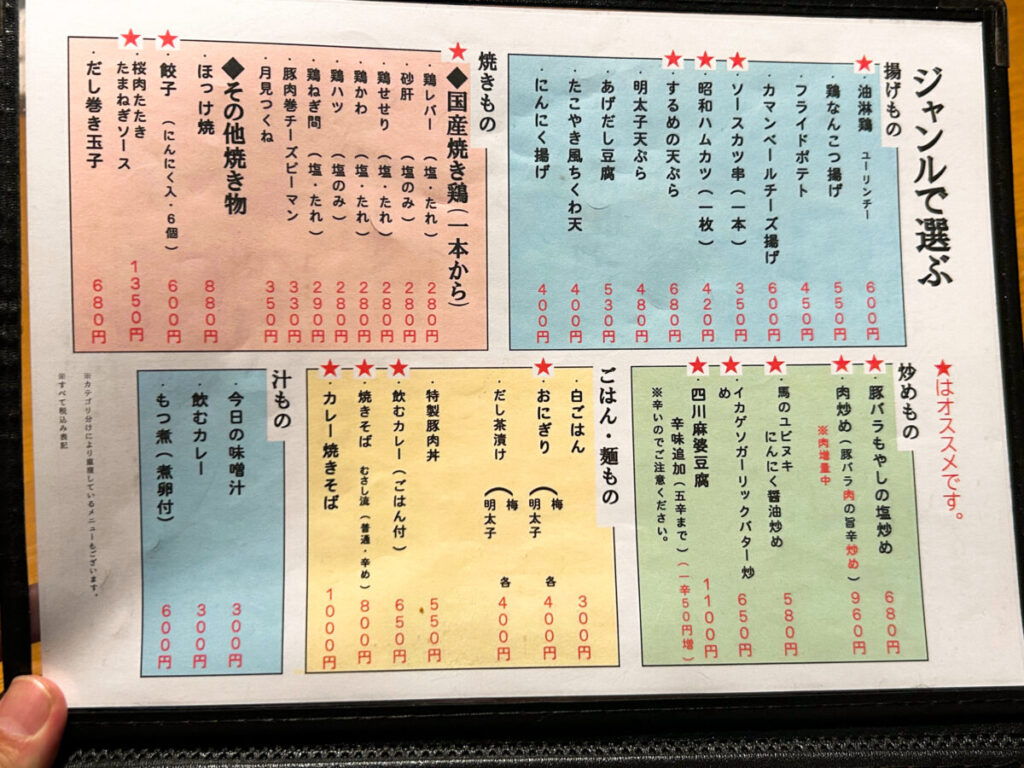 ジャンルで選ぶ
★はオススメです。
揚げもの
★・油淋鶏 ユーリンチー 600円
・鶏なんこつ揚げ 550円
・フライドポテト 450円
・カマンベールチーズ揚げ 600円
★・ソースカツ串(一本) 350円
★・昭和ハムカツ(一枚) 420円
★・するめの天ぷら 680円
・明太子天ぷら 480円
・あげだし豆腐 530円
・たこやき風ちくわ天 400円
・にんにく揚げ 400円
焼きもの
★◆国産焼き鶏(一本から)
・鶏レバー (塩・たれ) 280円
・砂肝 (塩のみ) 280円
・鶏せせり (塩・たれ) 280円
・鶏かわ (塩・たれ) 280円
・鶏ハツ (塩のみ) 280円
・鶏ねぎ間 (塩・たれ) 290円
・豚肉巻チーズピーマン 330円
・月見つくね 350円
◆その他焼き物
・ほっけ焼 880円
★・餃子 (にんにく入・6個) 600円
★・桜肉たたき
たまねぎソース 1350円
・だし巻き玉子 680円
炒めもの
★・豚バラもやしの塩炒め 680円
★・肉炒め(豚バラ肉の旨辛炒め) 960円
※肉増量中
★・馬のユビヌキ
にんにく醤油炒め 580円
★・イカゲソガーリックバター炒
め 650円
★・四川麻婆豆腐 1100円
辛味追加(五辛まで)(一辛50円増)
※辛いのでご注意ください。
ごはん・麺もの
・白ごはん 300円
★・おにぎり (梅 明太子 各400円
・だし茶漬け (梅 明太子 各400円
・特製豚肉丼 550円
★・飲むカレー(ごはん付) 650円
★・焼きそば むさし流(普通・辛め) 800円
★・カレー焼きそば 1000円
汁もの
・今日の味噌汁 300円
・飲むカレー 300円
・もつ煮(煮卵付) 600円
※カテゴリ分けにより重複しているメニューもございます。
※すべて税込み表記